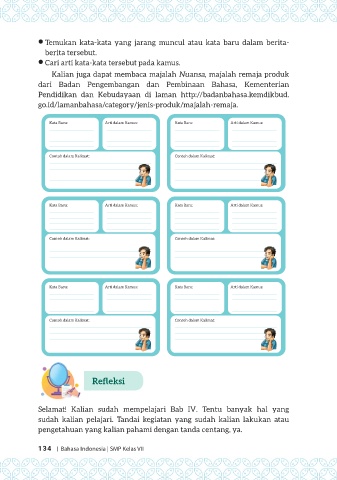 ● Temukan kata-kata yang jarang muncul atau kata baru dalam berita-
berita tersebut.
● Cari arti kata-kata tersebut pada kamus.
Kalian juga dapat membaca majalah Nuansa, majalah remaja produk
dari Badan Pengembangan dan Pembinaan Bahasa, Kementerian
Pendidikan dan Kebudayaan di laman http://badanbahasa.kemdikbud.
go.id/lamanbahasa/category/jenis-produk/majalah-remaja.
Kata Baru: Arti dalam Kamus: Kata Baru: Arti dalam Kamus:
Contoh dalam Kalimat: Contoh dalam Kalimat:
Kata Baru: Arti dalam Kamus: Kata Baru: Arti dalam Kamus:
Contoh dalam Kalimat: Contoh dalam Kalimat:
Kata Baru: Arti dalam Kamus: Kata Baru: Arti dalam Kamus:
Contoh dalam Kalimat: Contoh dalam Kalimat:
Refleksi
Selamat! Kalian sudah mempelajari Bab IV. Tentu banyak hal yang
sudah kalian pelajari. Tandai kegiatan yang sudah kalian lakukan atau
pengetahuan yang kalian pahami dengan tanda centang, ya.
134 | Bahasa Indonesia | SMP Kelas VII